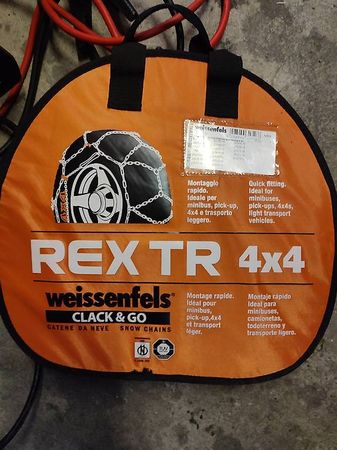 weissenfels
Montaggio
rapido.
Ideale per
minibus, pick-up,
4x4 e trasporto
leggero.
Quick fitting.
Ideal for
minibuses,
pick-ups, 4x4s,
light transport
vehicles.
REX TR 4x4
weissenfels®
CLACK & GO
CATENE DA NEVE SNOW CHAINS
Montage rapide.
Idéal pour
minibus,
pick-up,4x4
et transport
léger.
Montaje rápido
Ideal para
minibuses,
camionetas,
todoterreno y
transporte ligero.